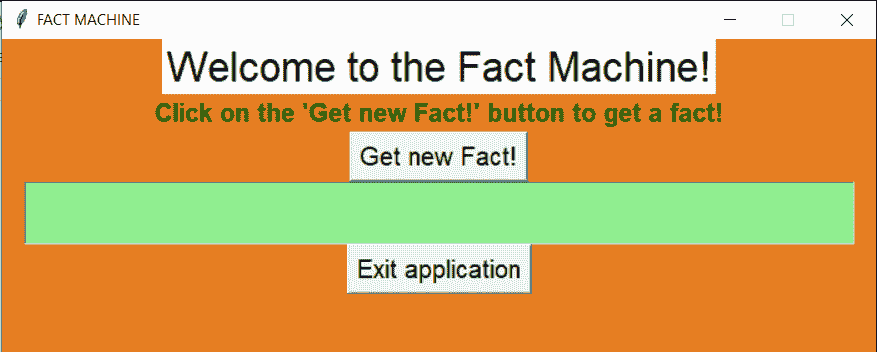 FACT MACHINE
Welcome to the Fact Machine!
Click on the 'Get new Fact!' button to get a fact!
Get new Fact!
Exit application